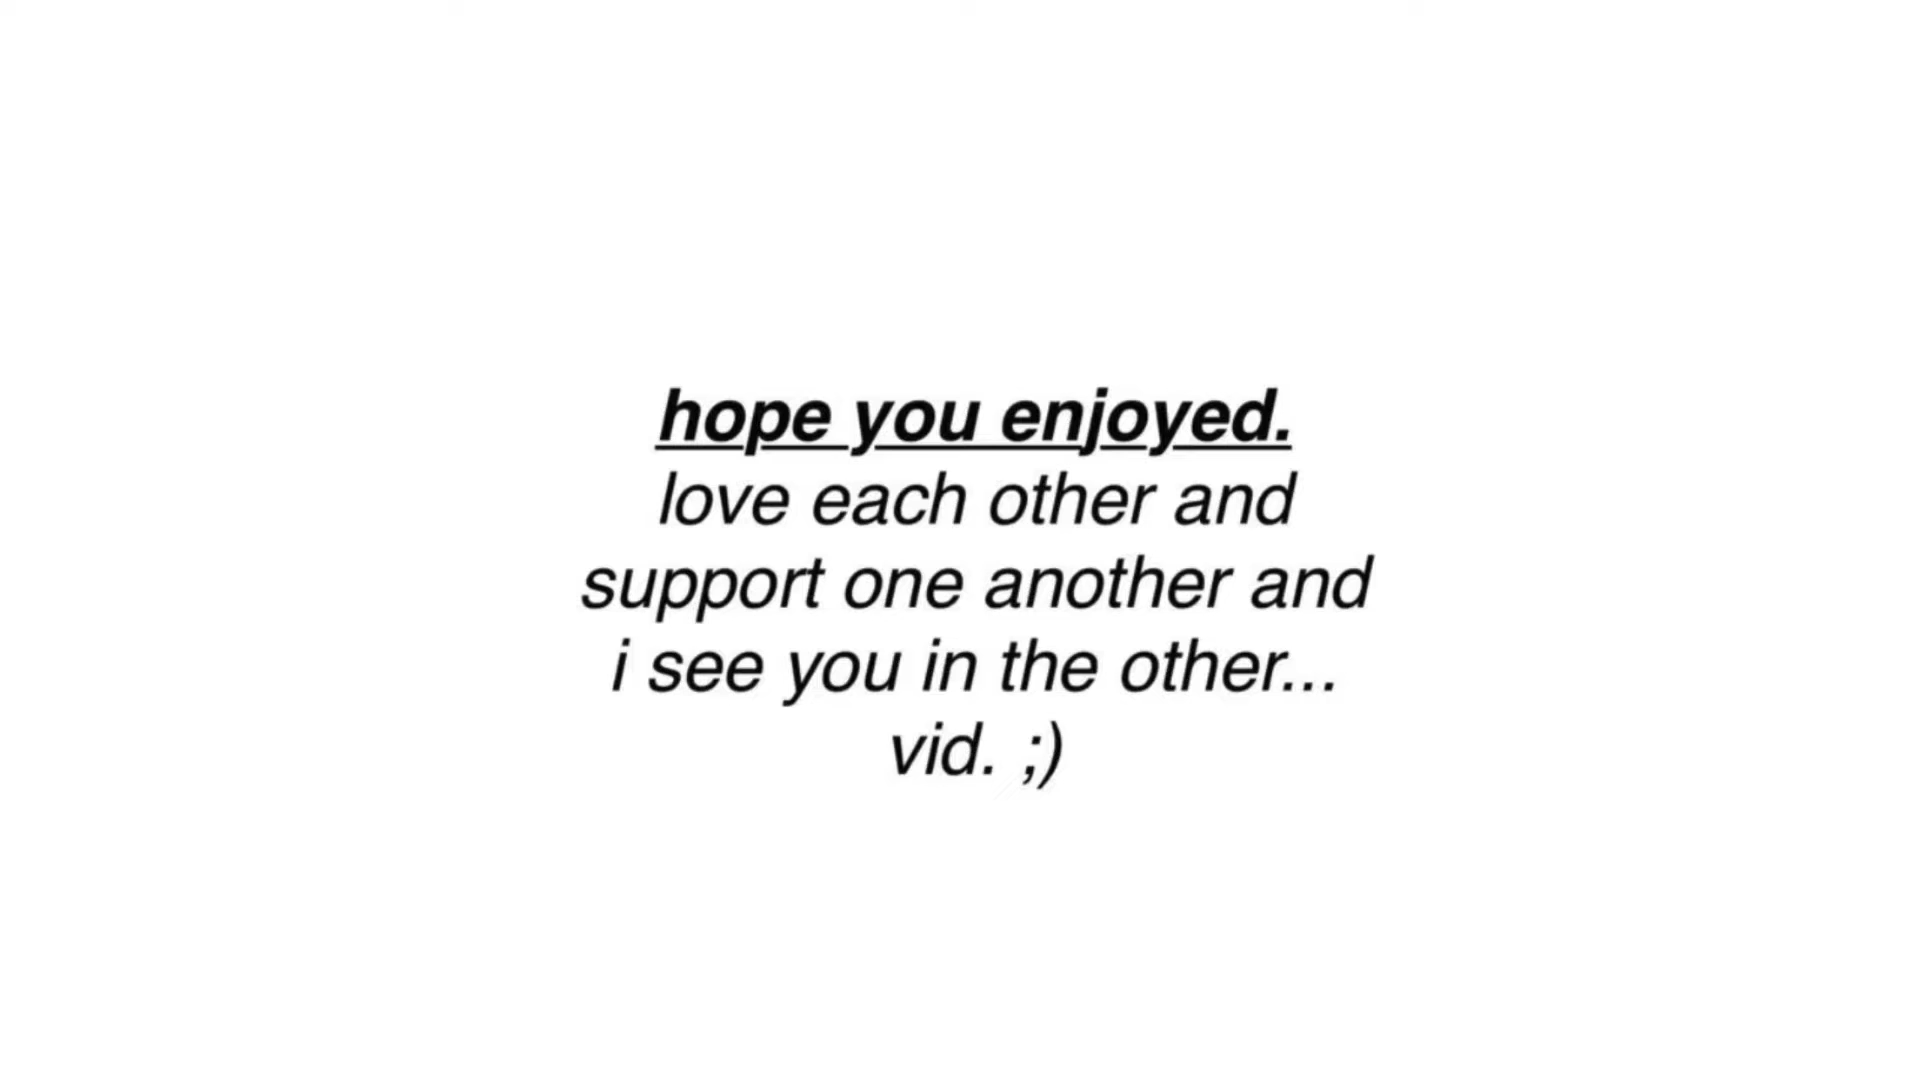 hope you enjoyed.
love each other and
support one another and
i see you in the other...
vid. ;)